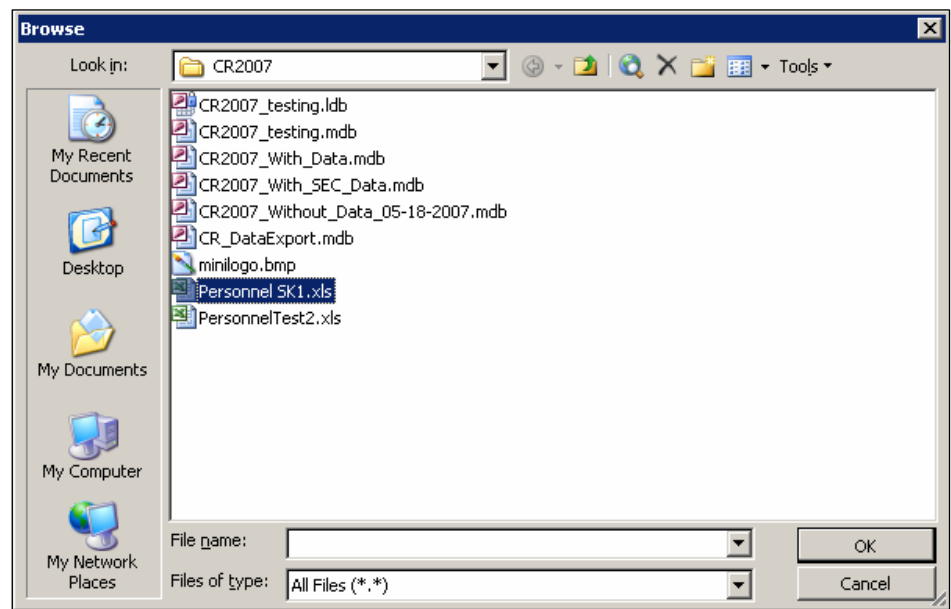 Browse
Look in:
CR2007
Tools
CR2007_testing.ldb
CR2007_testing.mdb
CR2007_With_Data.mdb
CR2007_With_SEC_Data.mdb
CR2007_Without_Data_05-18-2007.mdb
CR_DataExport.mdb
minilogo.bmp
Personnel SK1.xls
PersonnelTest2.xls
My Recent
Documents
Desktop
My Documents
My Computer
My Network
Places
File name:
OK
Files of type:
All Files (*.*)
Cancel